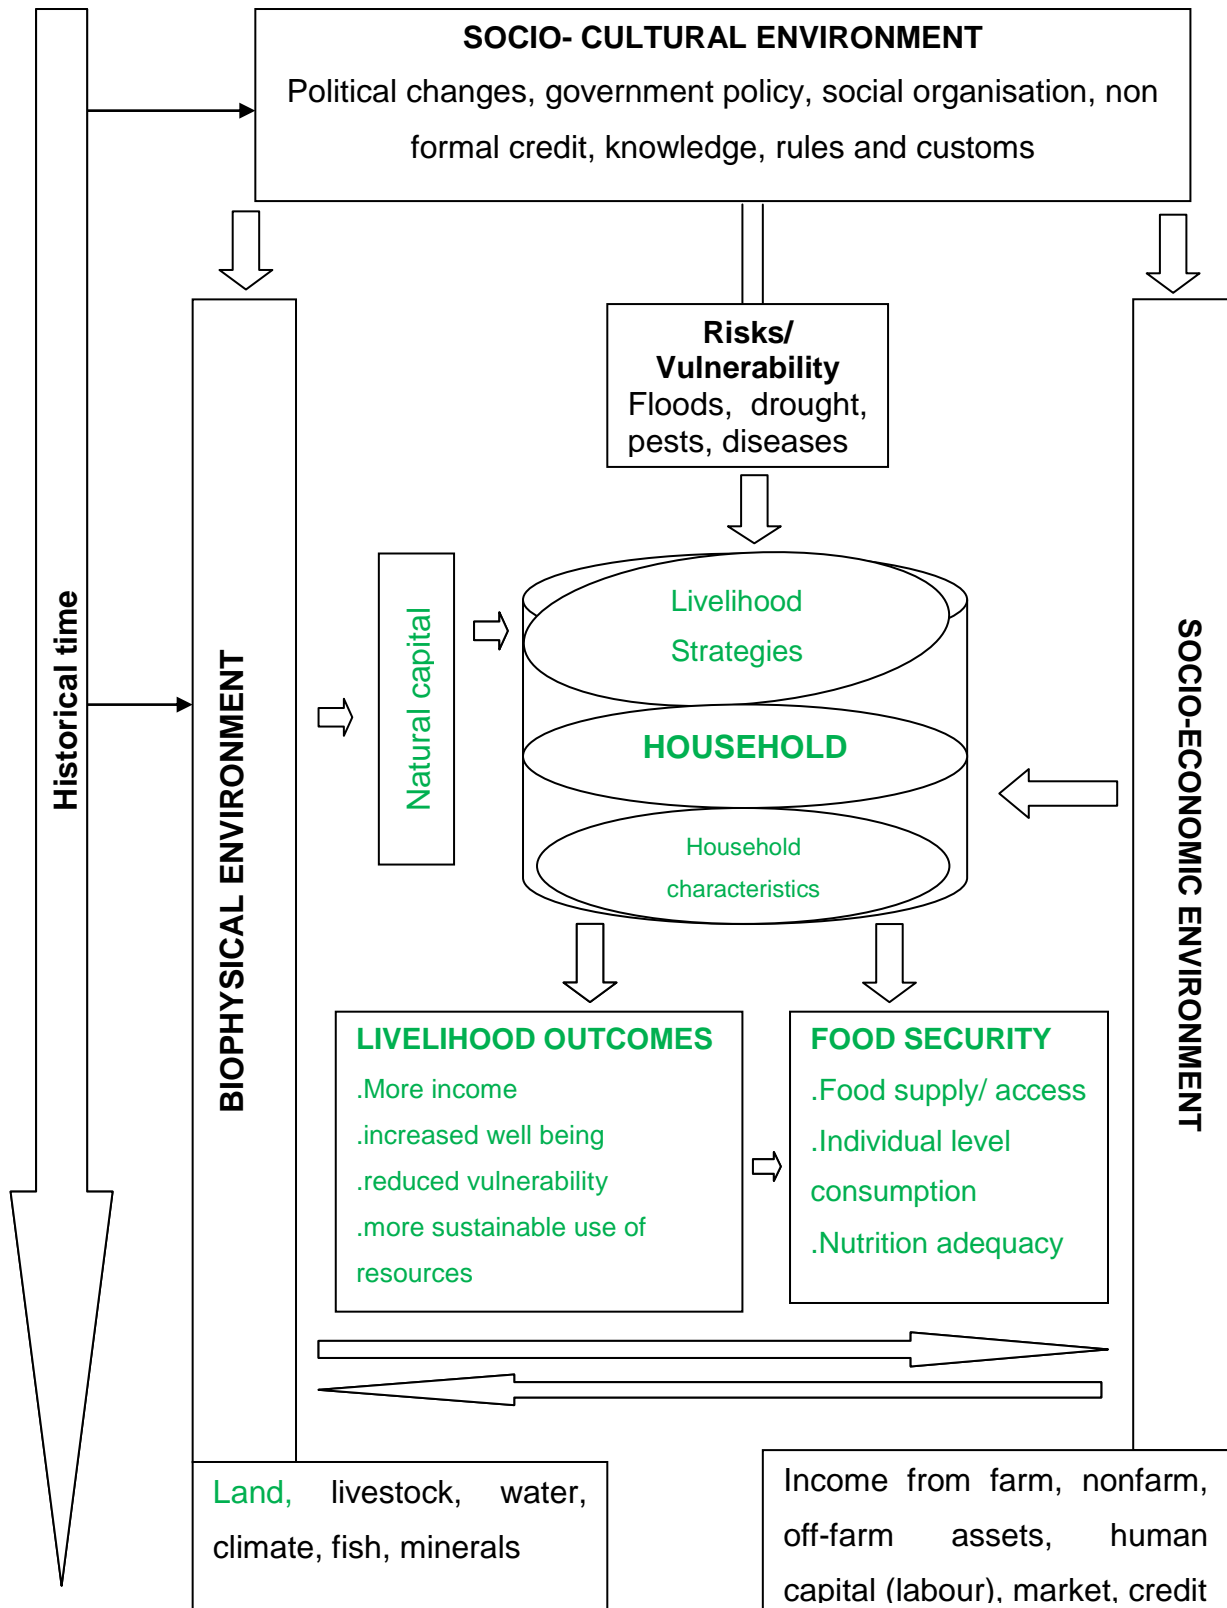 SOCIO- CULTURAL ENVIRONMENT
Political changes, government policy, social organisation, non
formal credit, knowledge, rules and customs
Historical time
BIOPHYSICAL ENVIRONMENT
Risks/
Vulnerability
Floods, drought,
pests, diseases
SOCIO-ECONOMIC ENVIRONMENT
Natural capital
Livelihood
Strategies
HOUSEHOLD
Household
characteristics
LIVELIHOOD OUTCOMES
.More income
.increased well being
.reduced vulnerability
.more sustainable use of
resources
FOOD SECURITY
.Food supply/ access
.Individual level
consumption
.Nutrition adequacy
Land, livestock, water,
climate, fish, minerals
Income from farm, nonfarm,
off-farm assets, human
capital (labour), market, credit